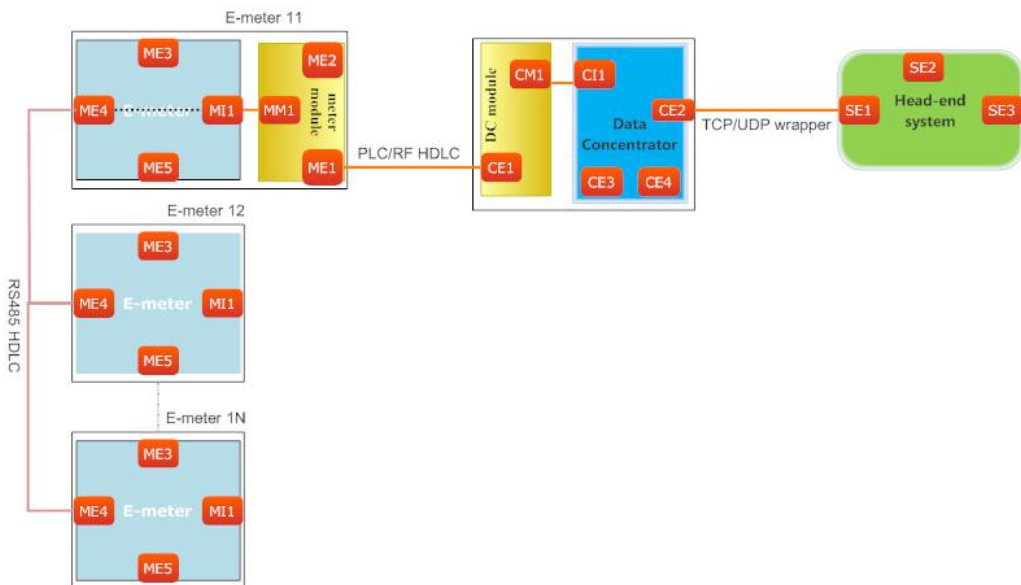 E-meter 11
ME3
ME2
ME4
E-meter
MI1
MM1
meter
module
ME5
ME1
PLC/RF HDLC
DC module
CM1
CI1
CE1
CE2
Data
Concentrator
CE3
CE4
TCP/UDP wrapper
SE2
SE1
Head-end
system
SE3
E-meter 12
ME3
ME4
E-meter
MI1
ME5
RS485 HDLC
E-meter 1N
ME3
ME4
E-meter
MI1
ME5